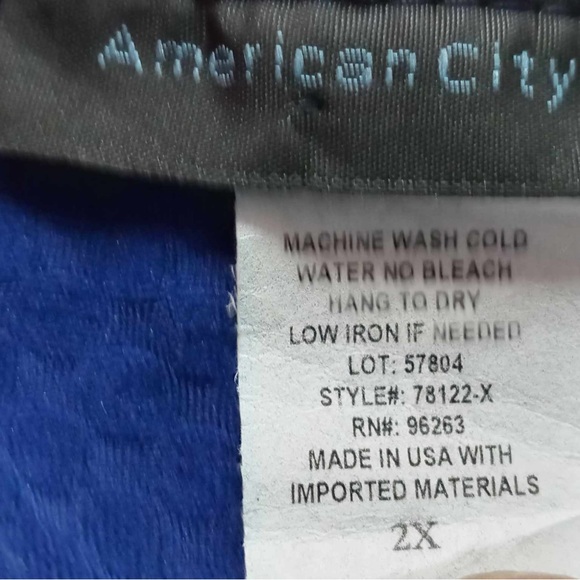 American City
MACHINE WASH COLD
WATER NO BLEACH
HANG TO DRY
LOW IRON IF NEEDED
LOT: 57804
STYLE#: 78122-X
RN#: 96263
MADE IN USA WITH
IMPORTED MATERIALS
2X